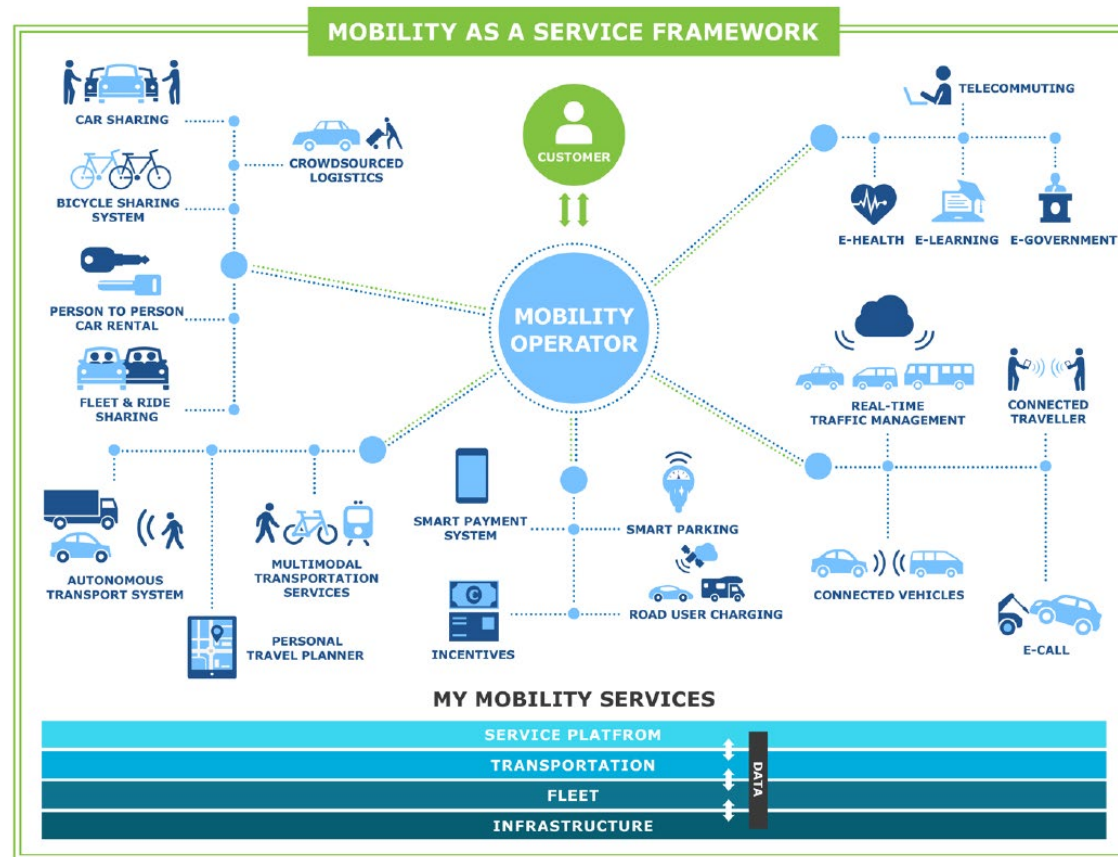 MOBILITY AS A SERVICE FRAMEWORK
CAR SHARING
CROWDSOURCED
LOGISTICS
BICYCLE SHARING
SYSTEM
PERSON TO PERSON
CAR RENTAL
FLEET & RIDE
SHARING
CUSTOMER
MOBILITY
OPERATOR
TELECOMMUTING
E-HEALTH
E-LEARNING
E-GOVERNMENT
REAL-TIME
TRAFFIC MANAGEMENT
CONNECTED
TRAVELLER
AUTONOMOUS
TRANSPORT SYSTEM
MULTIMODAL
TRANSPORTATION
SERVICES
PERSONAL
TRAVEL PLANNER
SMART PAYMENT
SYSTEM
SMART PARKING
INCENTIVES
ROAD USER CHARGING
CONNECTED VEHICLES
E-CALL
MY MOBILITY SERVICES
SERVICE PLATFROM
TRANSPORTATION
FLEET
INFRASTRUCTURE
DATA